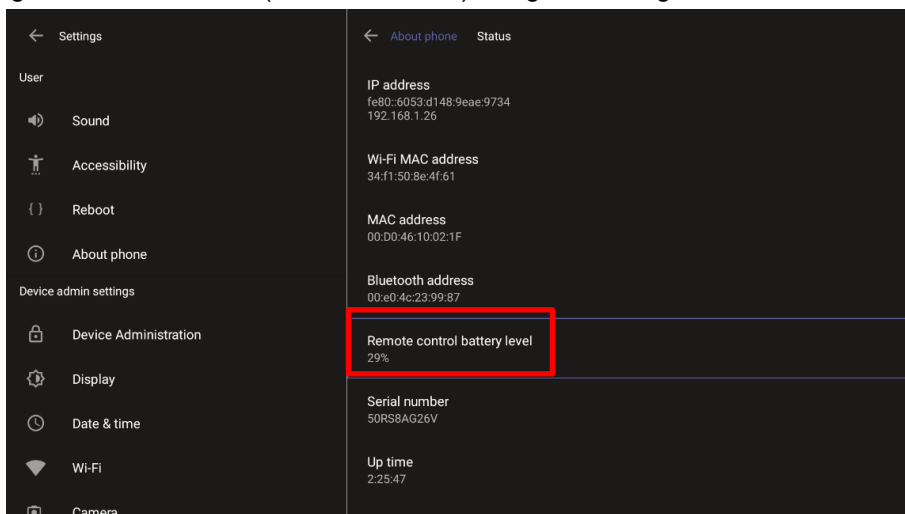 Settings
User
Sound
Accessibility
{ } Reboot
About phone
Device admin settings
Device Administration
Display
Date & time
Wi-Fi
Camera
About phone Status
IP address
fe80::6053:d148:9eae:9734
192.168.1.26
Wi-Fi MAC address
34:f1:50:8e:4f:61
MAC address
00:D0:46:10:02:1F
Bluetooth address
00:e0:4c:23:99:87
Remote control battery level
29%
Serial number
50RS8AG26V
Up time
2:25:47